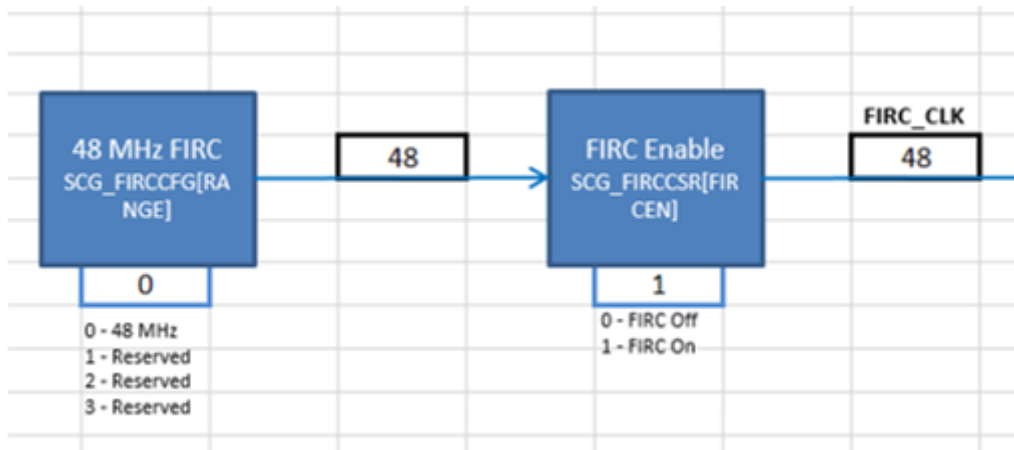 48 MHz FIRC
SCG_FIRCCFG[RA
NGE]
0
0 - 48 MHz
1 - Reserved
2 - Reserved
3 - Reserved
48
FIRC Enable
SCG_FIRCCSR[FIR
CEN]
1
0 - FIRC Off
1 - FIRC On
FIRC_CLK
48